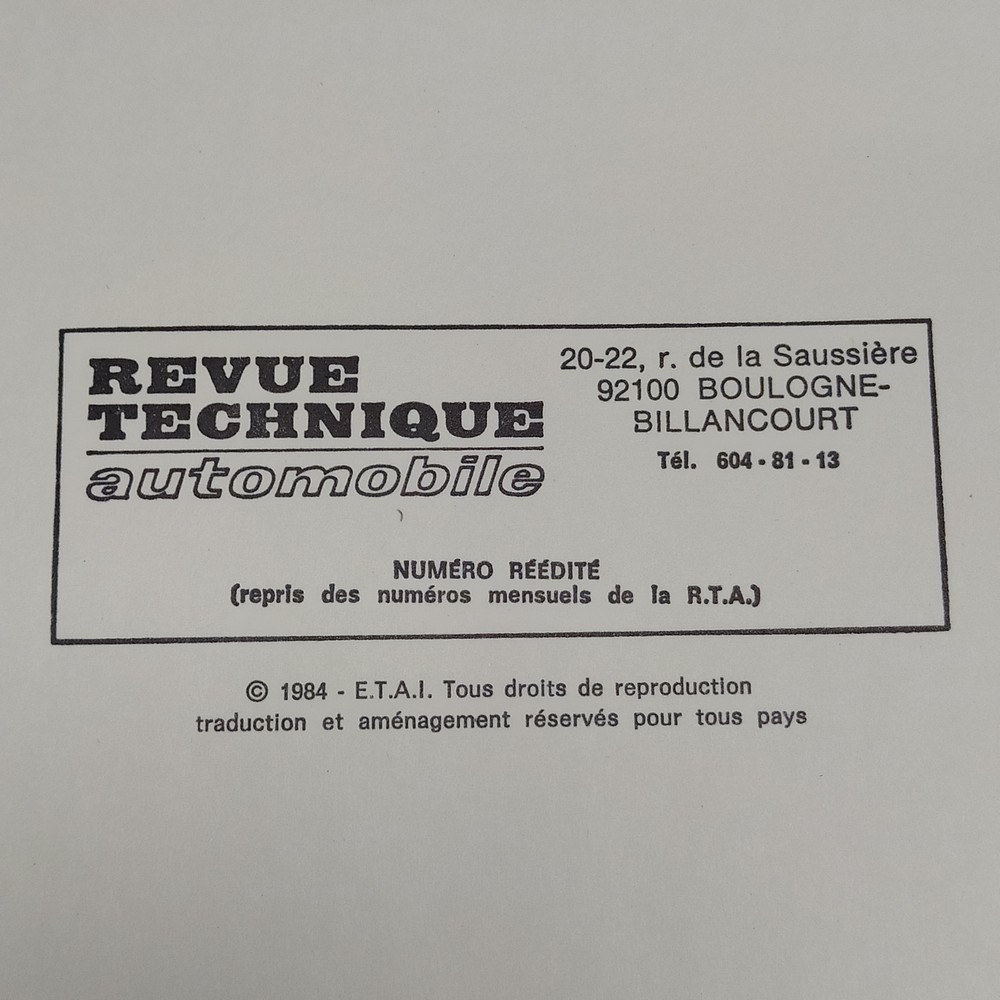 REVUE
TECHNIQUE
automobile
20-22, r. de la Saussière
92100 BOULOGNE-
BILLANCOURT
Tél. 604-81-13
NUMÉRO RÉÉDITÉ
(repris des numéros mensuels de la R.T.A.)
© 1984 - E.T.A.I. Tous droits de reproduction
traduction et aménagement réservés pour tous pays